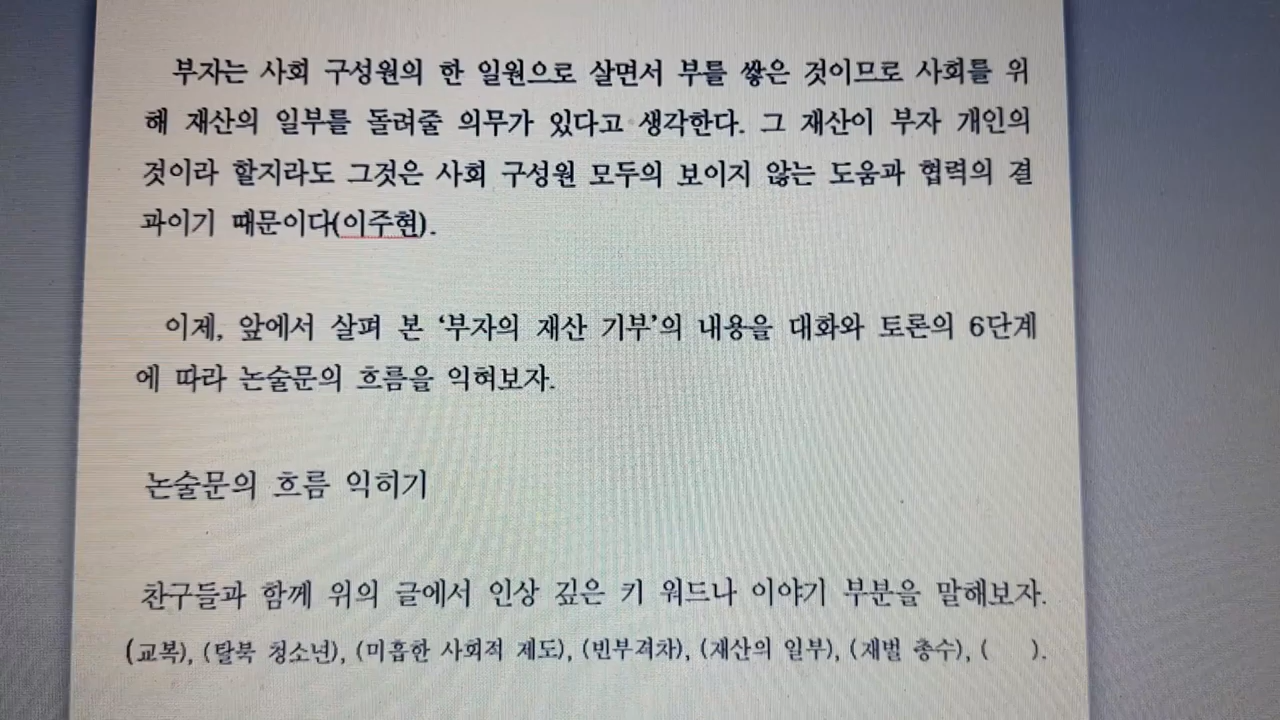 부자는 사회 구성원의 한 일원으로 살면서 부를 쌓은 것이므로 사회를 위
해 재산의 일부를 돌려줄 의무가 있다고 생각한다. 그 재산이 부자 개인의
것이라 할지라도 그것은 사회 구성원 모두의 보이지 않는 도움과 협력의 결
과이기 때문이다(이주현).
이제, 앞에서 살펴 본 ‘부자의 재산 기부’의 내용을 대화와 토론의 6단계
에 따라 논술문의 흐름을 익혀보자.
논술문의 흐름 익히기
친구들과 함께 위의 글에서 인상 깊은 키 워드나 이야기 부분을 말해보자.
(교복), (탈북 청소년), (미흡한 사회적 제도), (빈부격차), (재산의 일부), (재벌 총수), (    ).